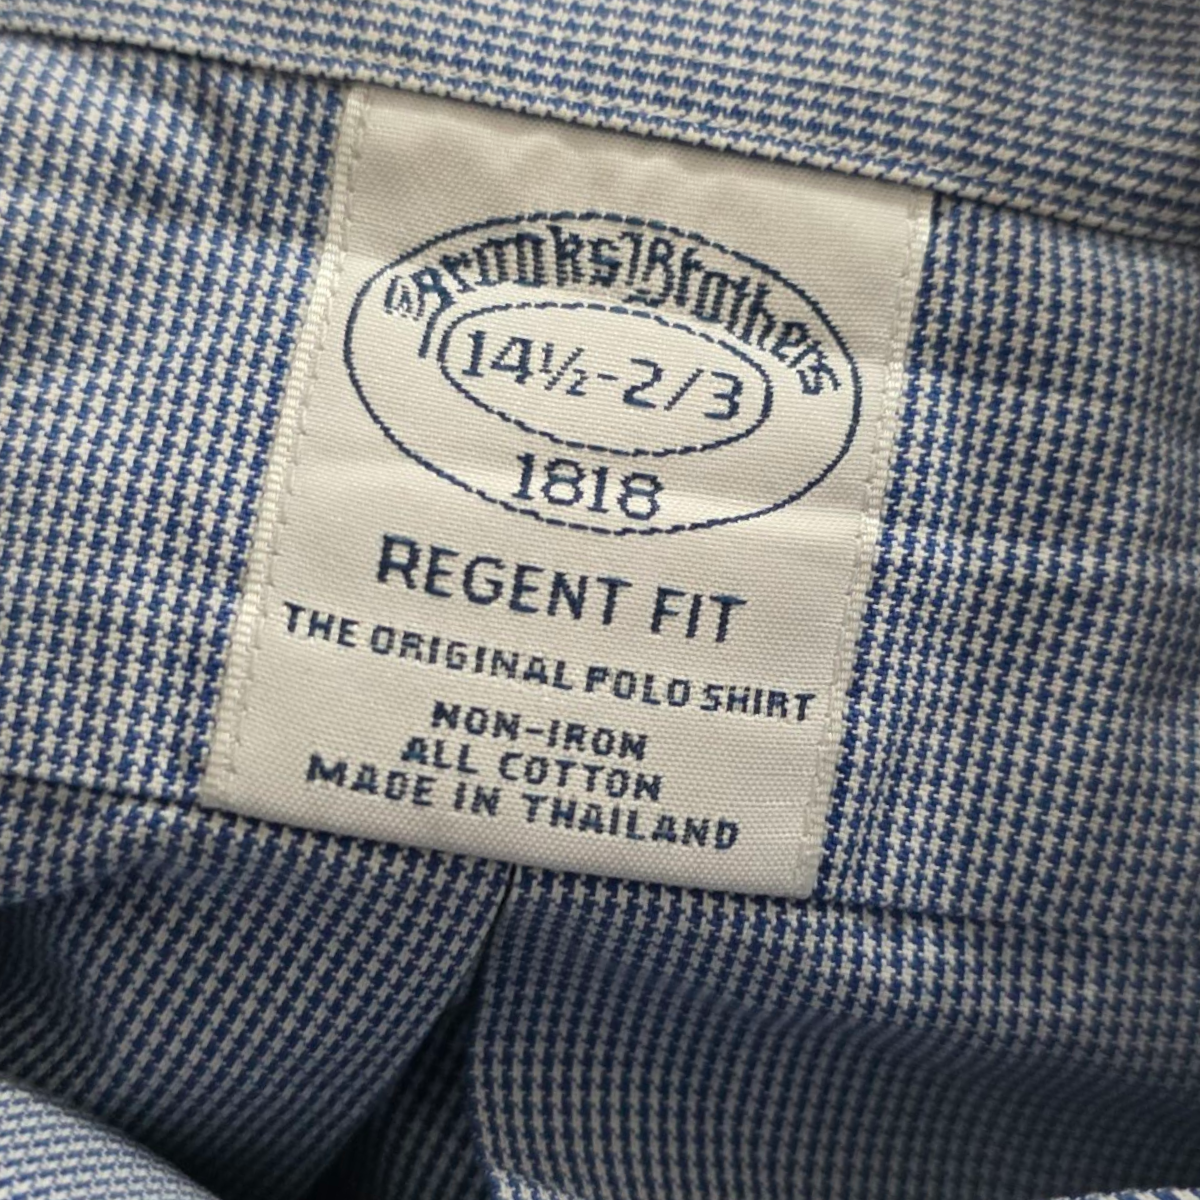 ® Brooks Brothers
14½-2/3
1818
REGENT FIT
THE ORIGINAL POLO SHIRT
NON-IRON
ALL COTTON
MADE IN THAILAND